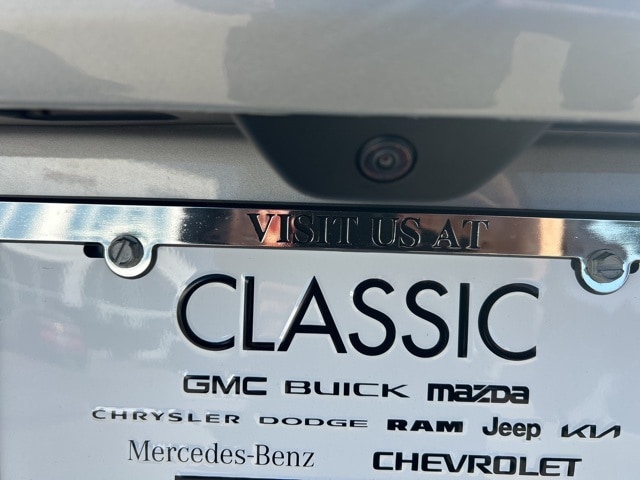 VISIT US AT
CLASSIC
GMC BUICK mazda
CHRYSLER DODGE RAM Jeep KIA
Mercedes-Benz CHEVROLET